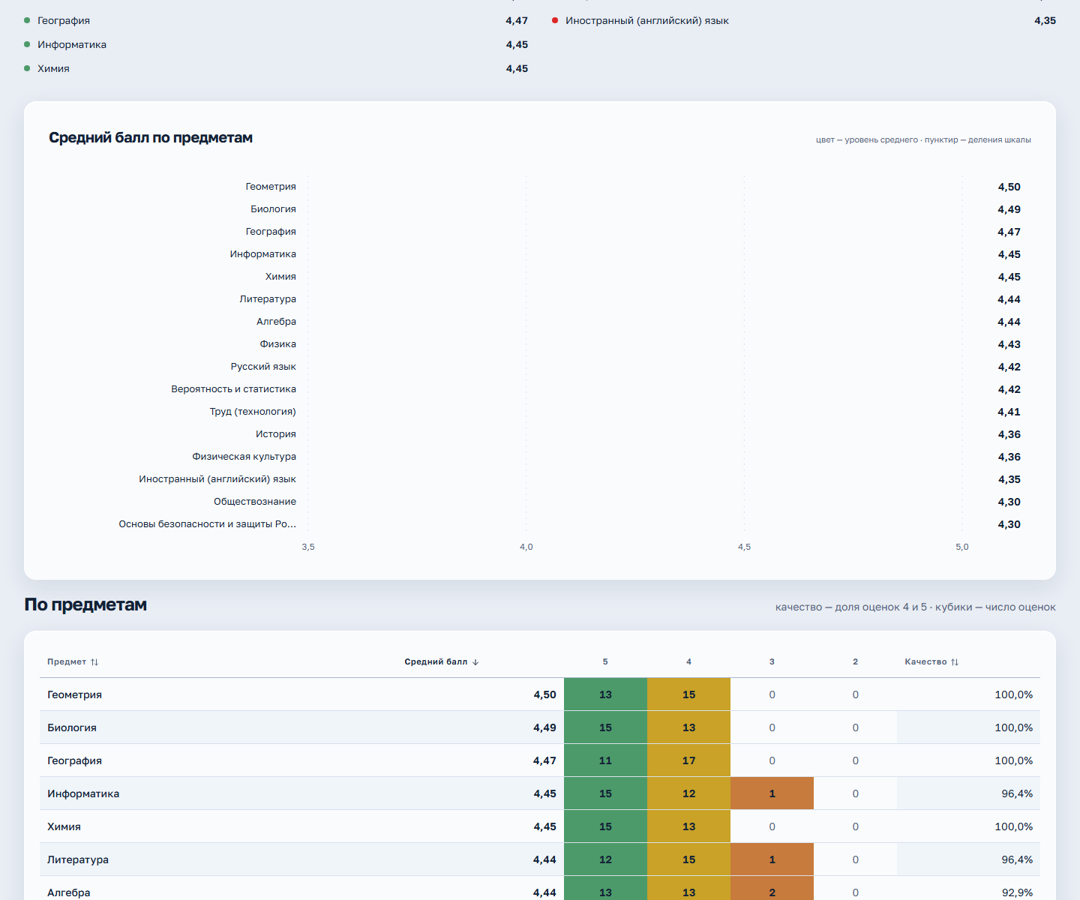 География 4,47 Иностранный (английский) язык 4,35
Информатика 4,45
Химия 4,45
Средний балл по предметам цвет — уровень среднего · пунктир — деления шкалы
Геометрия 4,50
Биология 4,49
География 4,47
Информатика 4,45
Химия 4,45
Литература 4,44
Алгебра 4,44
Физика 4,43
Русский язык 4,42
Вероятность и статистика 4,42
Труд (технология) 4,41
История 4,36
Физическая культура 4,36
Иностранный (английский) язык 4,35
Обществознание 4,30
Основы безопасности и защиты Ро… 4,30
3,5 4,0 4,5 5,0
По предметам качество — доля оценок 4 и 5 · кубики — число оценок
Предмет ↑↓ Средний балл ↓ 5 4 3 2 Качество ↑↓
Геометрия 4,50 13 15 0 0 100,0%
Биология 4,49 15 13 0 0 100,0%
География 4,47 11 17 0 0 100,0%
Информатика 4,45 15 12 1 0 96,4%
Химия 4,45 15 13 0 0 100,0%
Литература 4,44 12 15 1 0 96,4%
Алгебра 4,44 13 13 2 0 92,9%